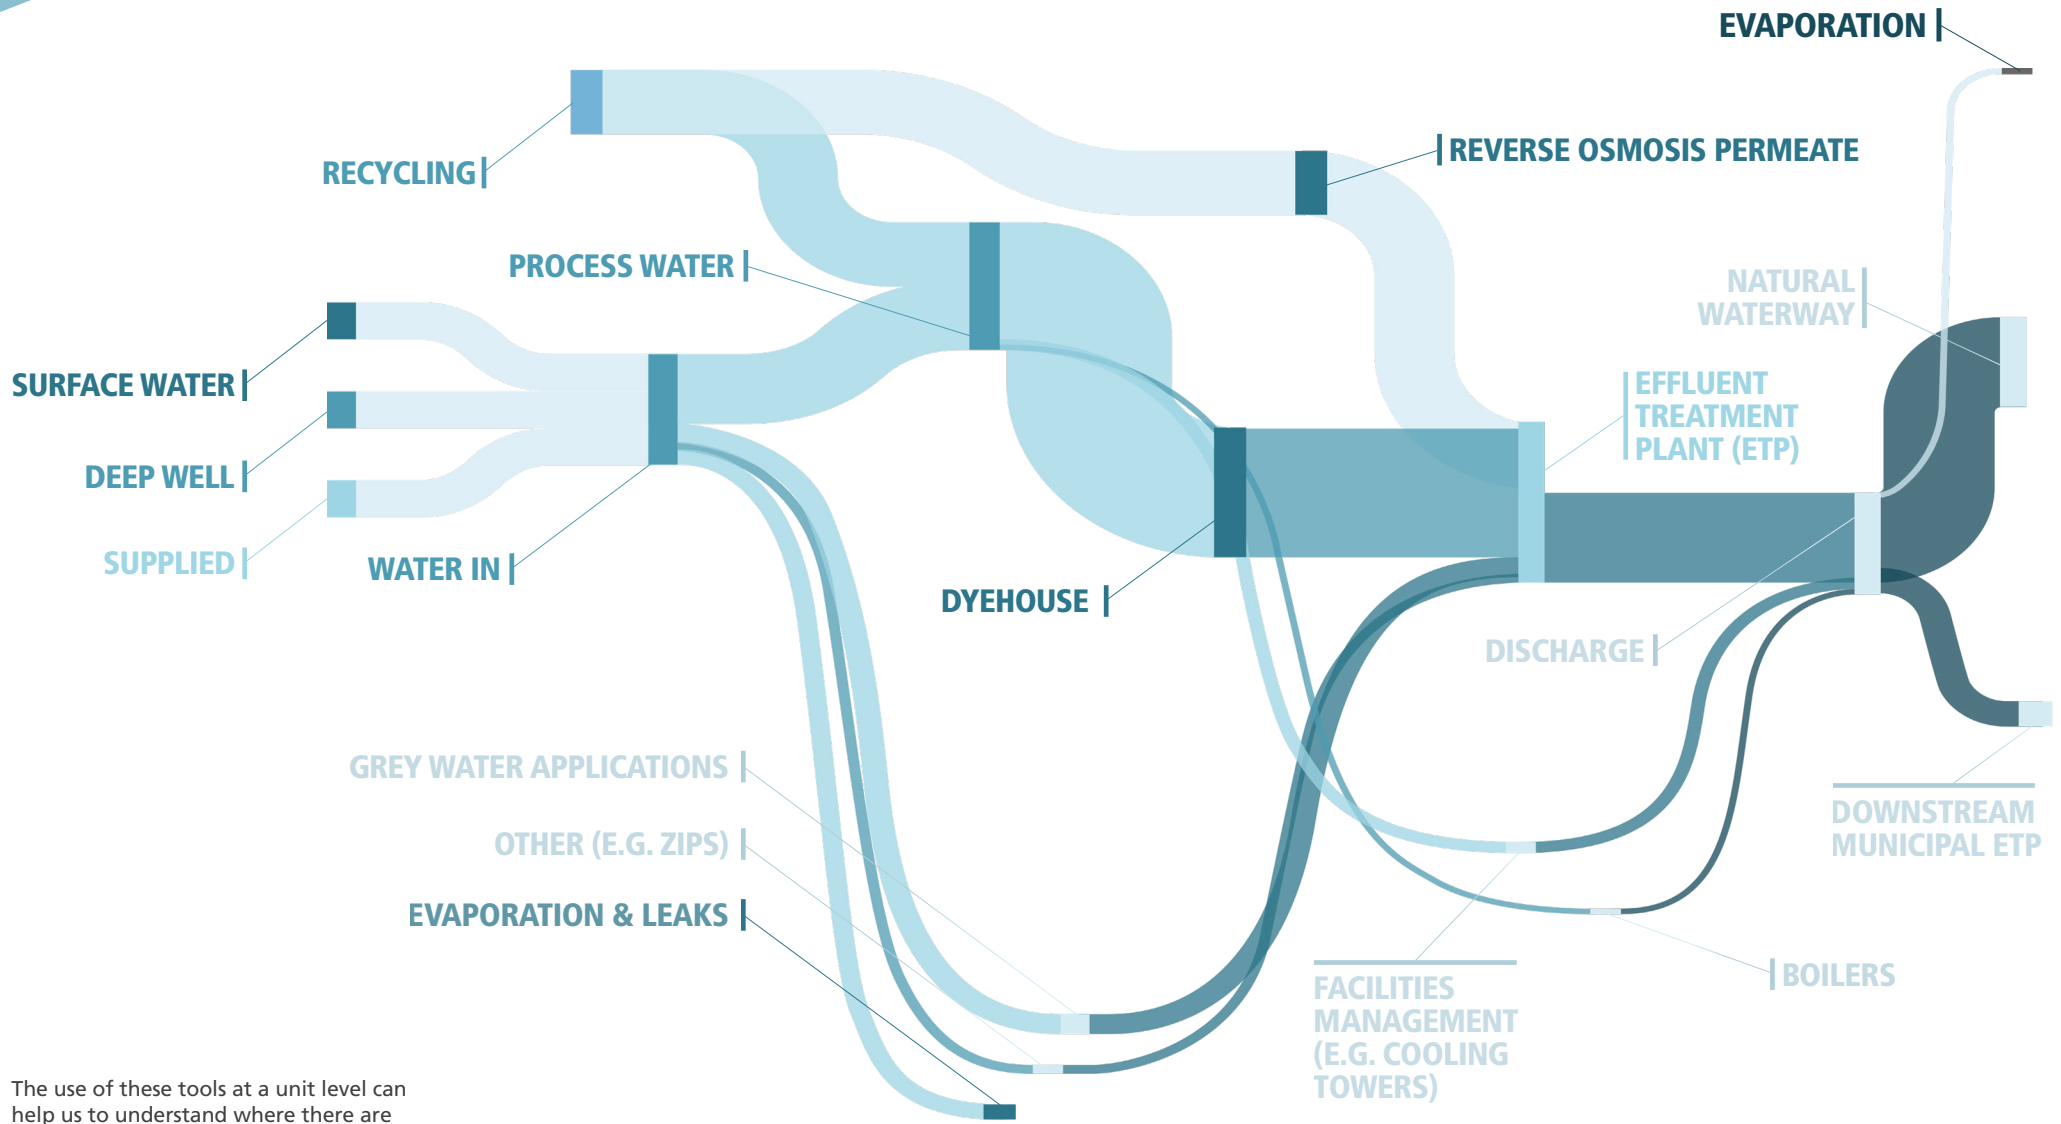 EVAPORATION
REVERSE OSMOSIS PERMEATE
RECYCLING
PROCESS WATER
NATURAL
WATERWAY
SURFACE WATER
EFFLUENT
TREATMENT
PLANT (ETP)
DEEP WELL
SUPPLIED
WATER IN
DYEHOUSE
DISCHARGE
GREY WATER APPLICATIONS
OTHER (E.G. ZIPS)
EVAPORATION & LEAKS
DOWNSTREAM
MUNICIPAL ETP
BOILERS
FACILITIES
MANAGEMENT
(E.G. COOLING
TOWERS)
The use of these tools at a unit level can
help us to understand where there are